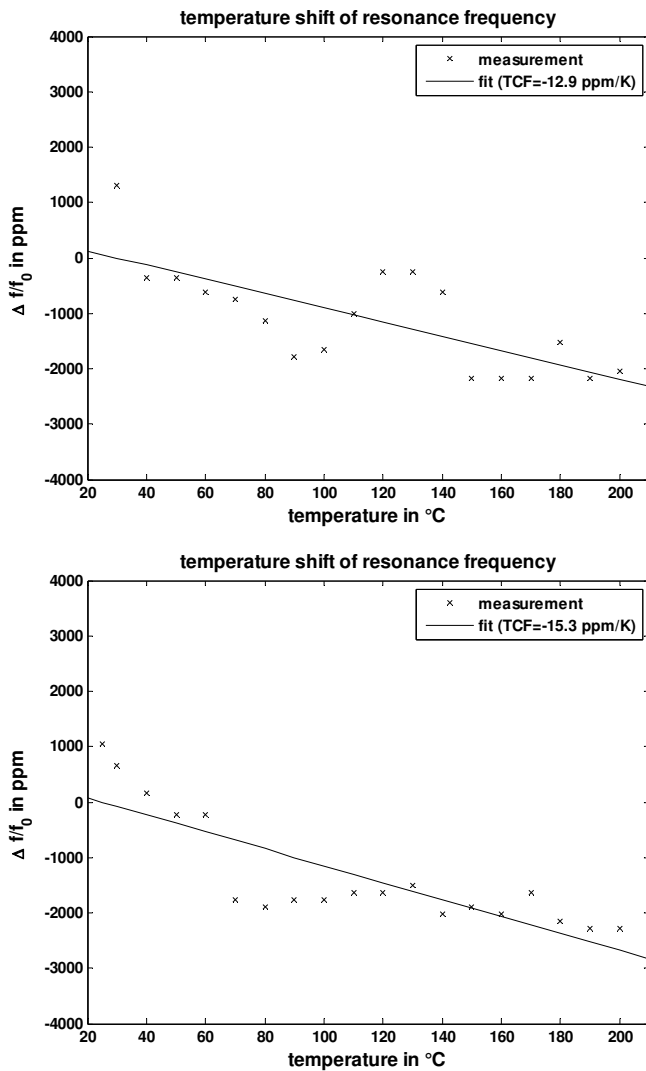 temperature shift of resonance frequency
4000
3000
2000
1000
0
-1000
-2000
-3000
-4000
Δ f/f0 in ppm
measurement
fit (TCF=-12.9 ppm/K)
20 40 60 80 100 120 140 160 180 200
temperature in °C
temperature shift of resonance frequency
4000
3000
2000
1000
0
-1000
-2000
-3000
-4000
Δ f/f0 in ppm
measurement
fit (TCF=-15.3 ppm/K)
20 40 60 80 100 120 140 160 180 200
temperature in °C